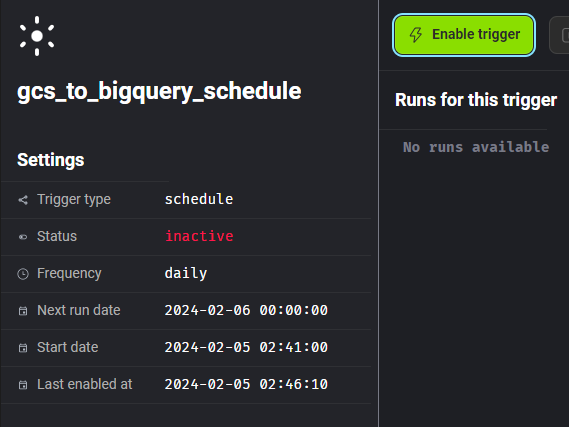 gcs_to_bigquery_schedule
Settings
Trigger type schedule
Status inactive
Frequency daily
Next run date 2024-02-06 00:00:00
Start date 2024-02-05 02:41:00
Last enabled at 2024-02-05 02:46:10
Enable trigger
Runs for this trigger
No runs available